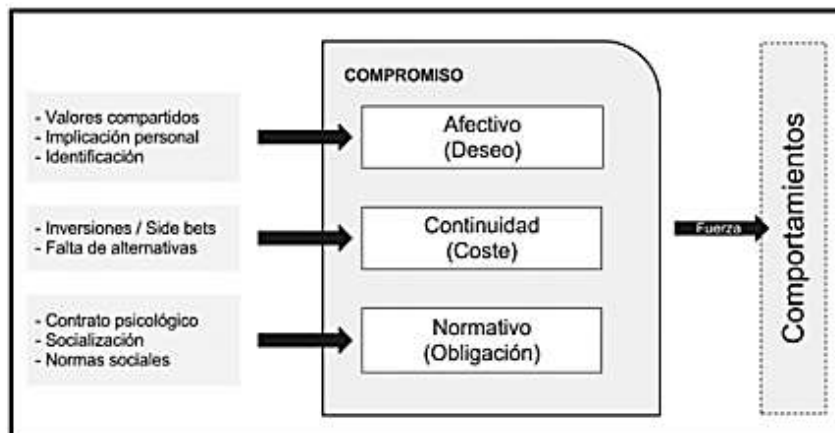 COMPROMISO
- Valores compartidos
- Implicación personal
- Identificación
Afectivo
(Deseo)
- Inversiones / Side bets
- Falta de alternativas
Continuidad
(Coste)
Fuerza
Comportamientos
- Contrato psicológico
- Socialización
- Normas sociales
Normativo
(Obligación)